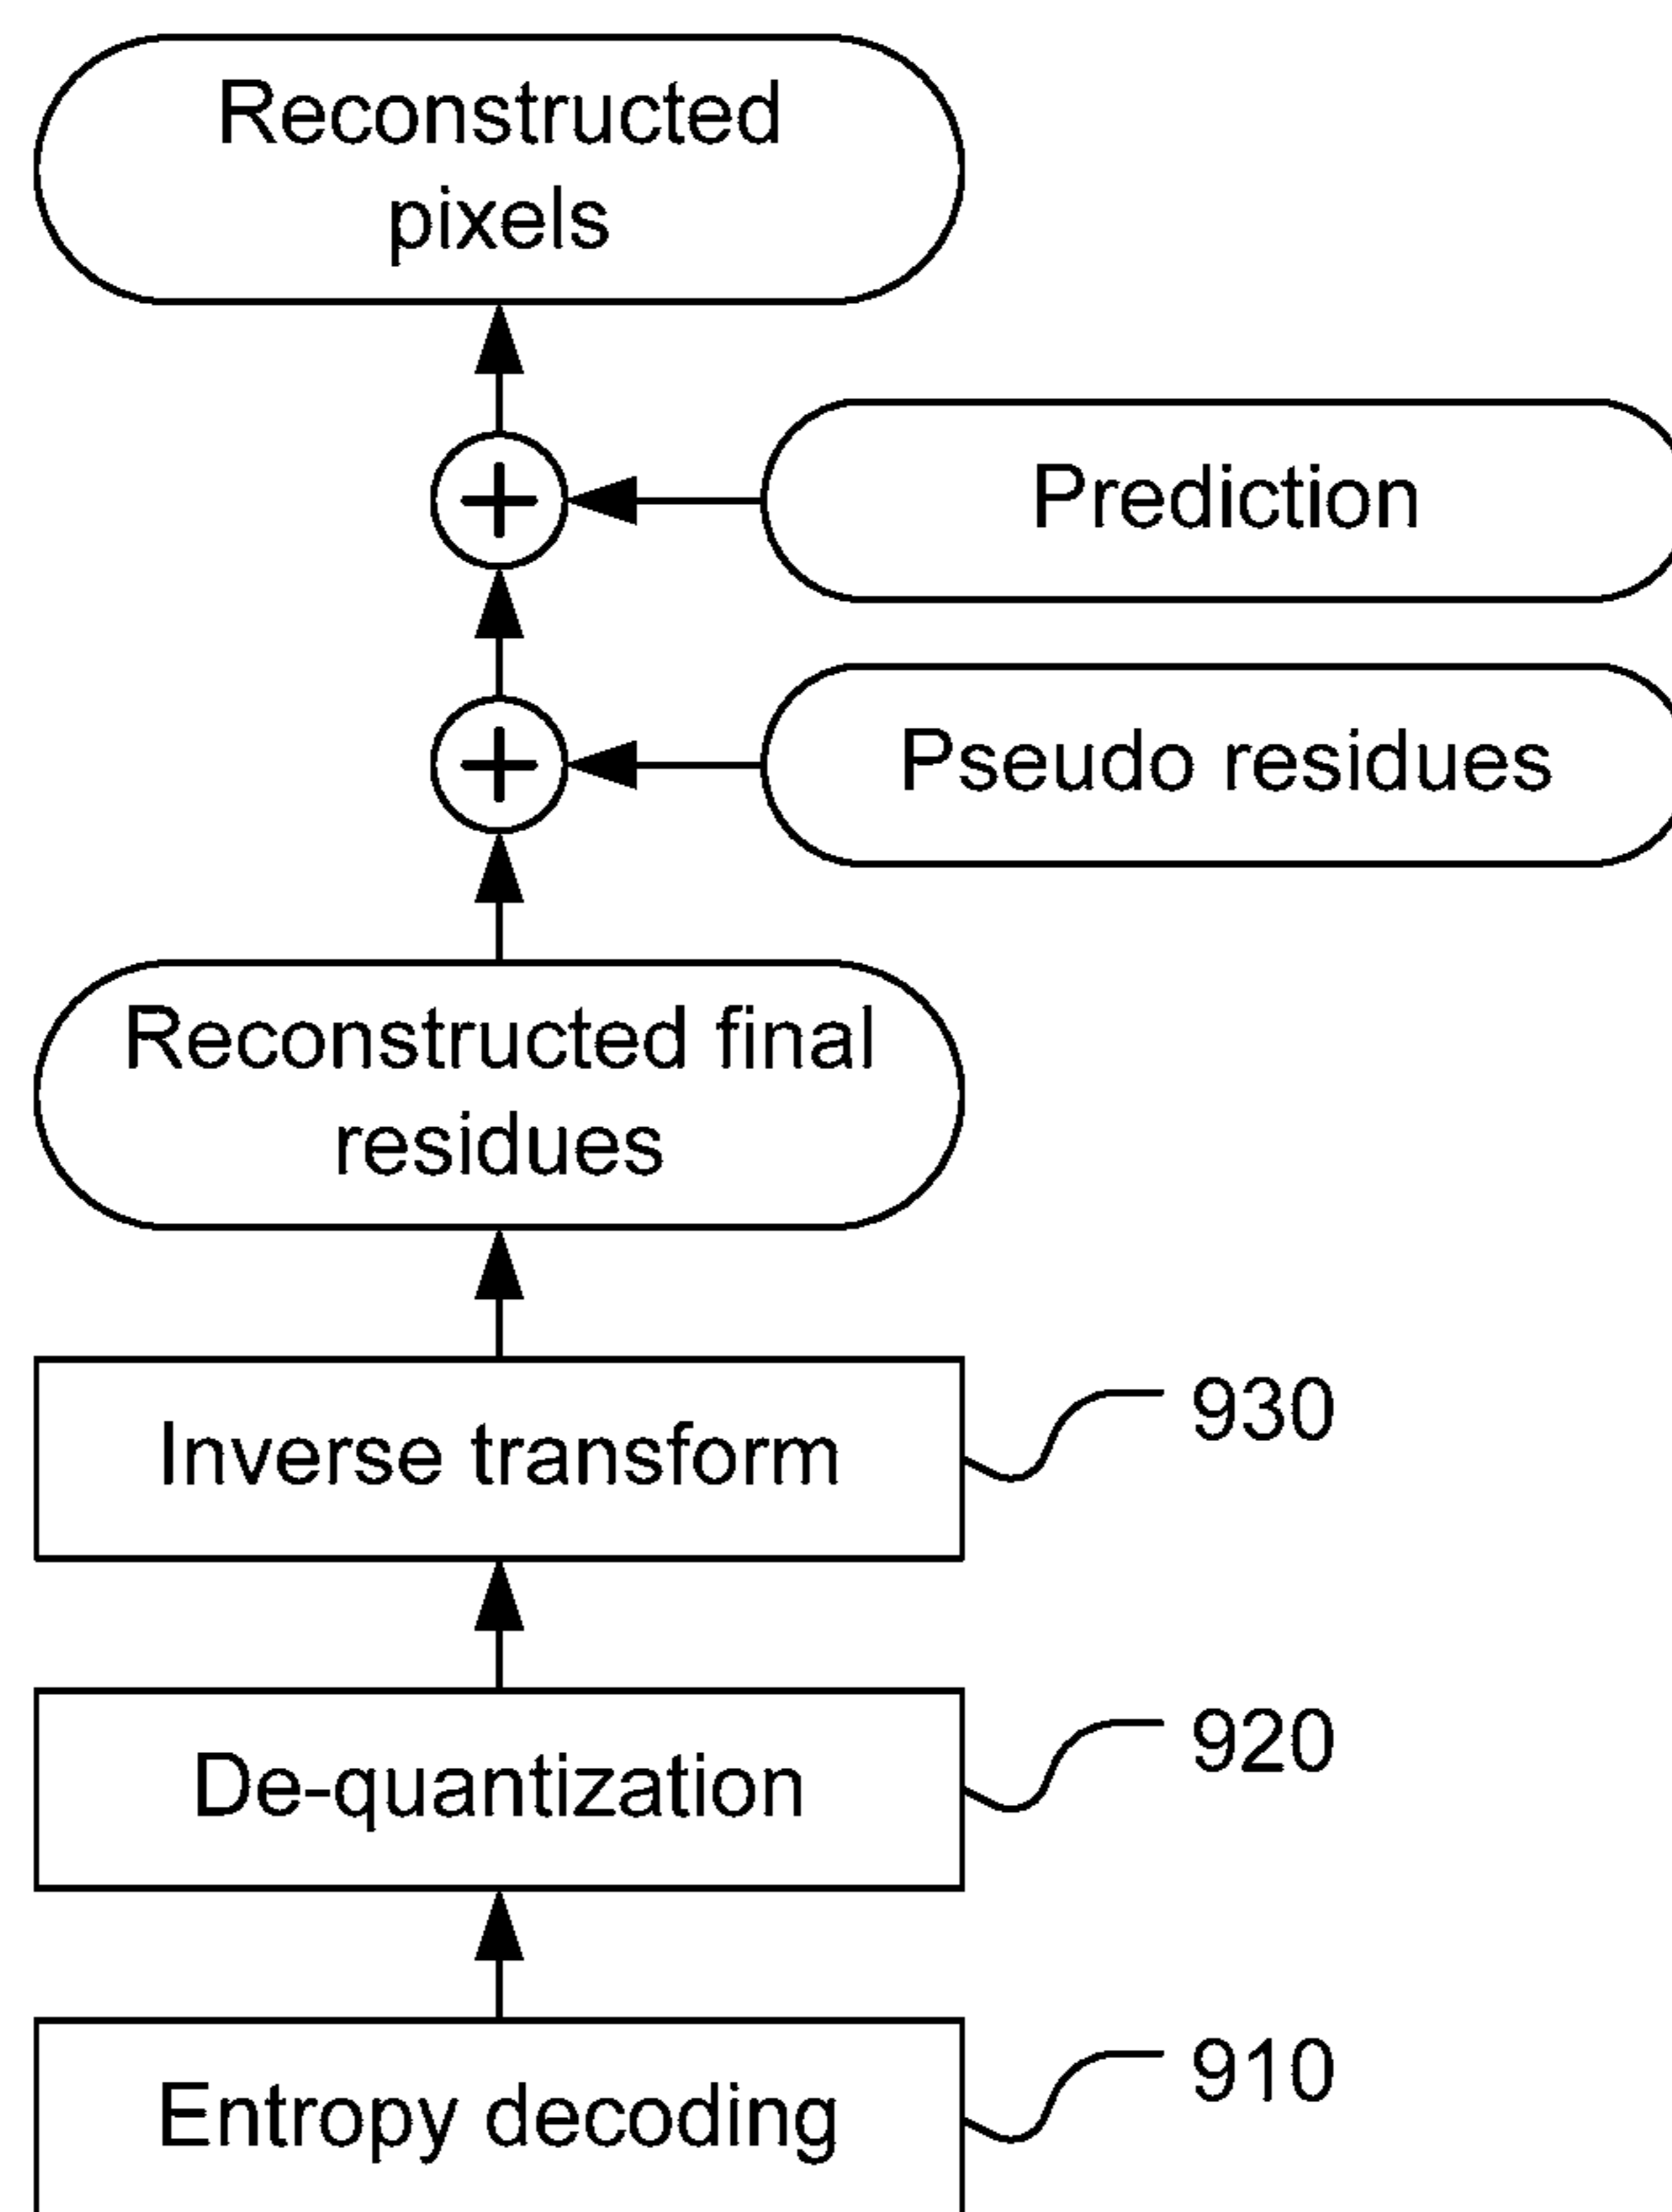 Reconstructed
pixels
+
Prediction
+
Pseudo residues
Reconstructed final
residues
Inverse transform
930
De-quantization
920
Entropy decoding
910